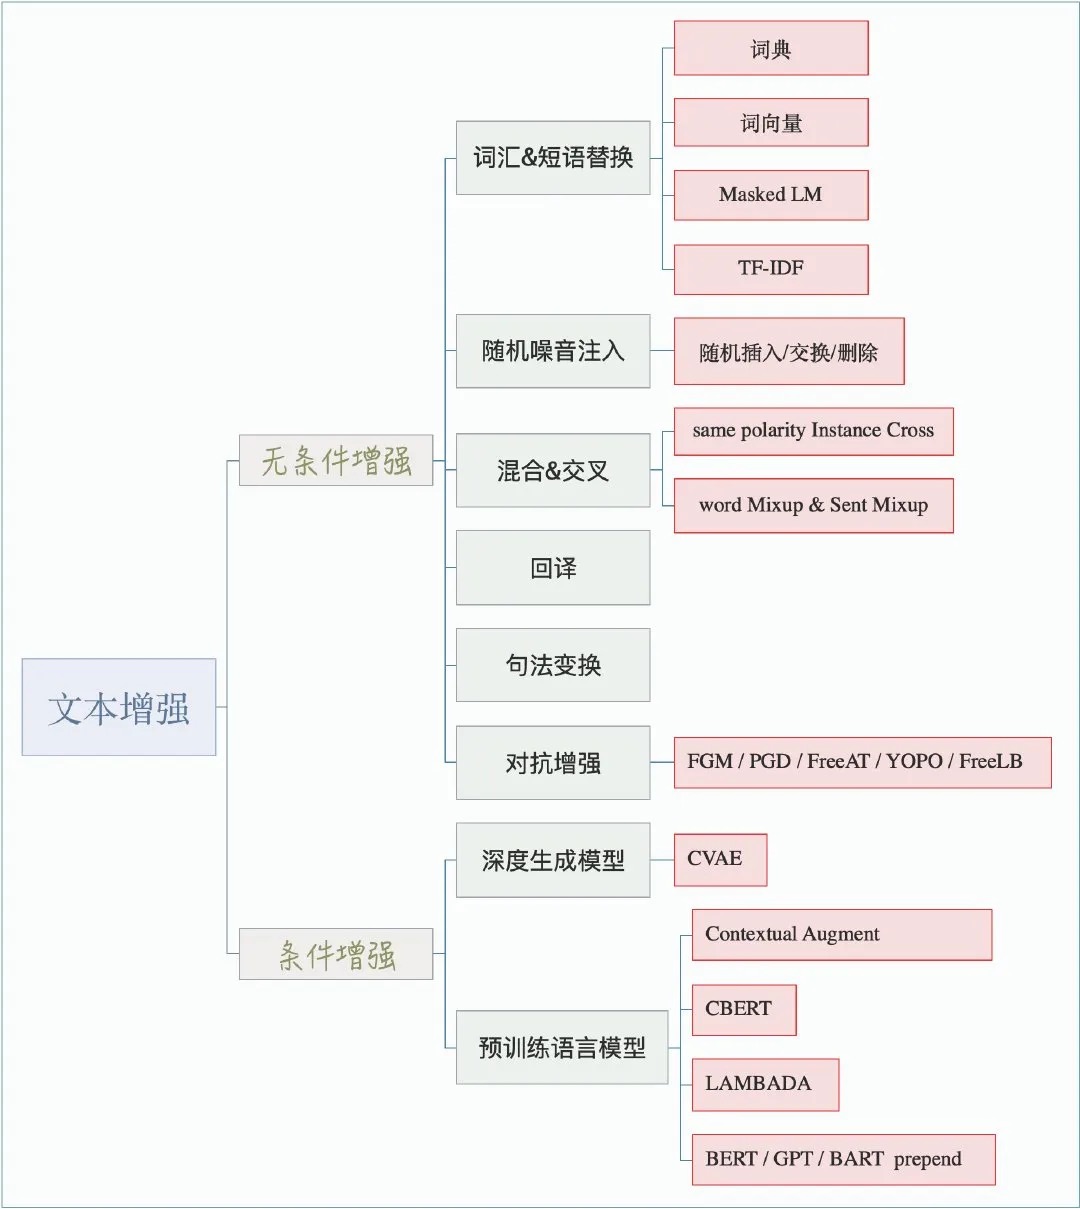 文本增强
无条件增强
词汇&短语替换
词典
词向量
Masked LM
TF-IDF
随机噪音注入
随机插入/交换/删除
混合&交叉
same polarity Instance Cross
word Mixup & Sent Mixup
回译
句法变换
对抗增强
FGM / PGD / FreeAT / YOPO / FreeLB
条件增强
深度生成模型
CVAE
预训练语言模型
Contextual Augment
CBERT
LAMBADA
BERT / GPT / BART prepend